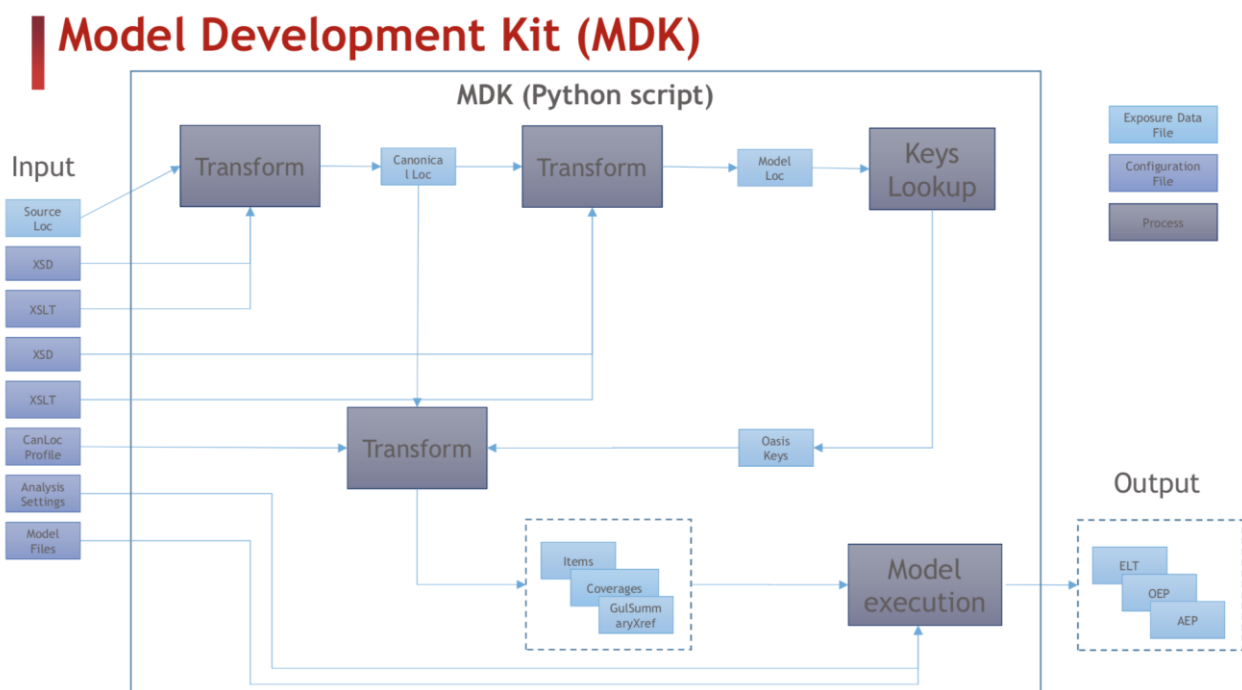 Model Development Kit (MDK)
MDK (Python script)
Input
Source
Loc
XSD
XSLT
XSD
XSLT
CanLoc
Profile
Analysis
Settings
Model
Files
Transform
Canonica
l Loc
Transform
Model
Loc
Keys
Lookup
Transform
Oasis
Keys
Items
Coverages
GulSumm
aryXref
Model
execution
Output
ELT
OEP
AEP
Exposure Data
File
Configuration
File
Process